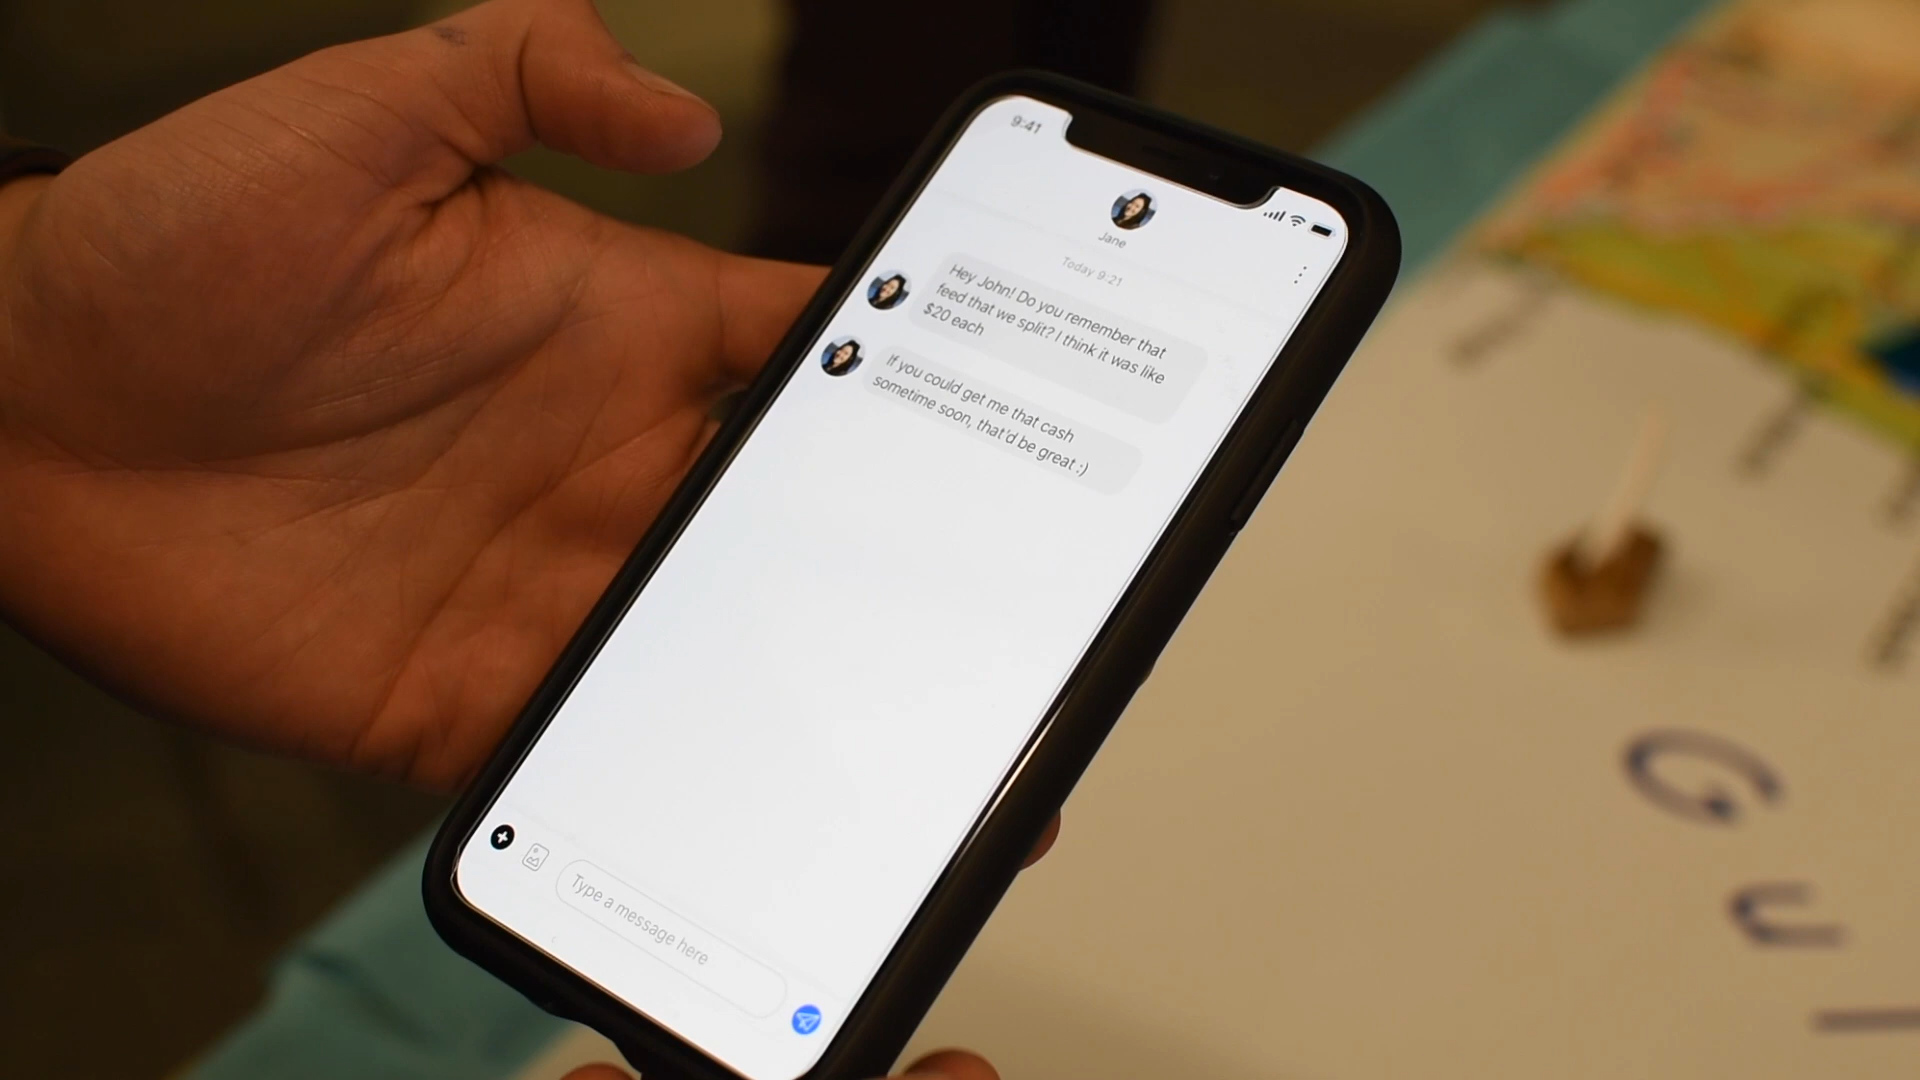 9:41
Jane
Today 9:21
Hey John! Do you remember that
feed that we split? I think it was like
$20 each
If you could get me that cash
sometime soon, that'd be great :)
Type a message here
G
u